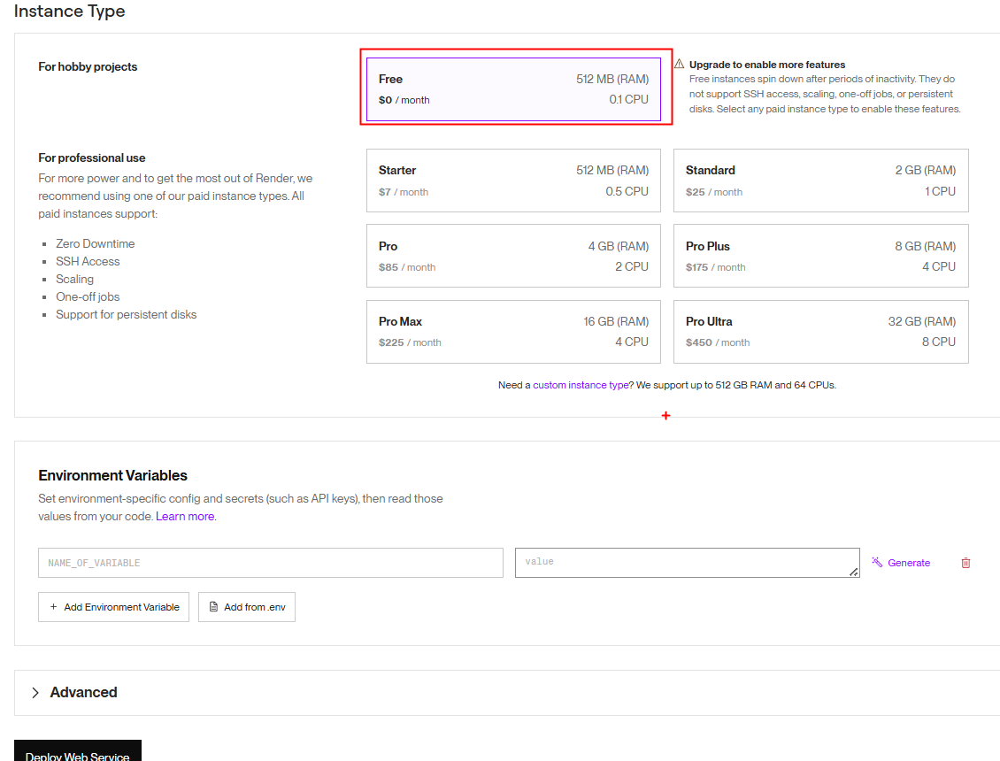 Instance Type
For hobby projects
Free
512 MB (RAM)
$0 / month
0.1 CPU
Upgrade to enable more features
Free instances spin down after periods of inactivity. They do
not support SSH access, scaling, one-off jobs, or persistent
disks. Select any paid instance type to enable these features.
For professional use
For more power and to get the most out of Render, we
recommend using one of our paid instance types. All
paid instances support:
Zero Downtime
SSH Access
Scaling
One-off jobs
Support for persistent disks
Starter
512 MB (RAM)
$7 / month
0.5 CPU
Standard
2 GB (RAM)
$25 / month
1 CPU
Pro
4 GB (RAM)
$85 / month
2 CPU
Pro Plus
8 GB (RAM)
$175 / month
4 CPU
Pro Max
16 GB (RAM)
$225 / month
4 CPU
Pro Ultra
32 GB (RAM)
$450 / month
8 CPU
Need a custom instance type? We support up to 512 GB RAM and 64 CPUs.
Environment Variables
Set environment-specific config and secrets (such as API keys), then read those
values from your code. Learn more.
NAME_OF_VARIABLE
value
Generate
+ Add Environment Variable
Add from .env
Advanced
Deploy Web Service